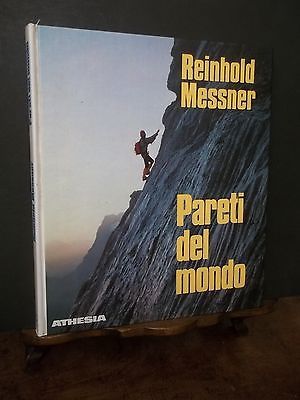 Reinhold
Messner
Pareti
del
mondo
ATHESIA